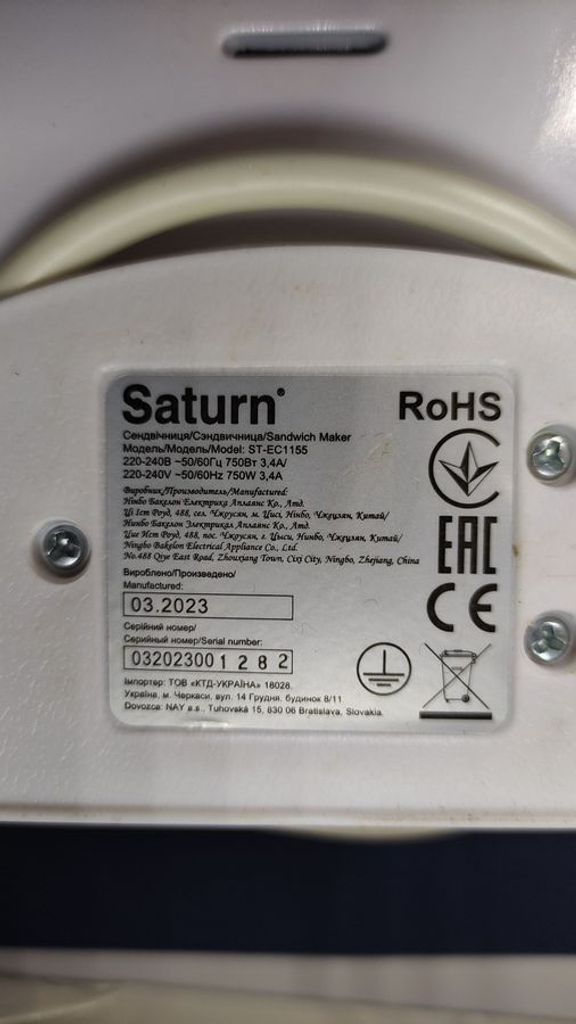 Saturn
RoHS
Сендвічниця/Сэндвичница/Sandwich Maker
Модель/Модель/Model: ST-EC1155
220-240В ~50/60Гц 750Вт 3,4А/
220-240V ~50/60Hz 750W 3,4A
Виробник/Производитель/Manufactured:
Нінбо Бакелон Електрикал Аплаянс Ко., Лтд.
Ці Іст Роуд, 488, сел. Чжоусян, м. Цисі, Нінбо, Чжецзян, Китай/
Нинбо Бакелон Электрикал Аплаянс Ко., Лтд.
Цие Ист Роуд, 488, пос. Чжоусян, г. Цыси, Нинбо, Чжецзян, Китай/
Ningbo Bakelon Electrical Appliance Co., Ltd.
No.488 Qiye East Road, Zhouxiang Town, Cixi City, Ningbo, Zhejiang, China
EAC
CE
Вироблено/Произведено/
Manufactured:
03.2023
Серійний номер/
Серийный номер/Serial number:
032023001282
Імпортер: ТОВ «КТД-УКРАЇНА» 18028.
Україна, м. Черкаси, вул. 14 Грудня, будинок 8/11
Dovozca: NAY a.s., Tuhovská 15, 830 06 Bratislava, Slovakia.